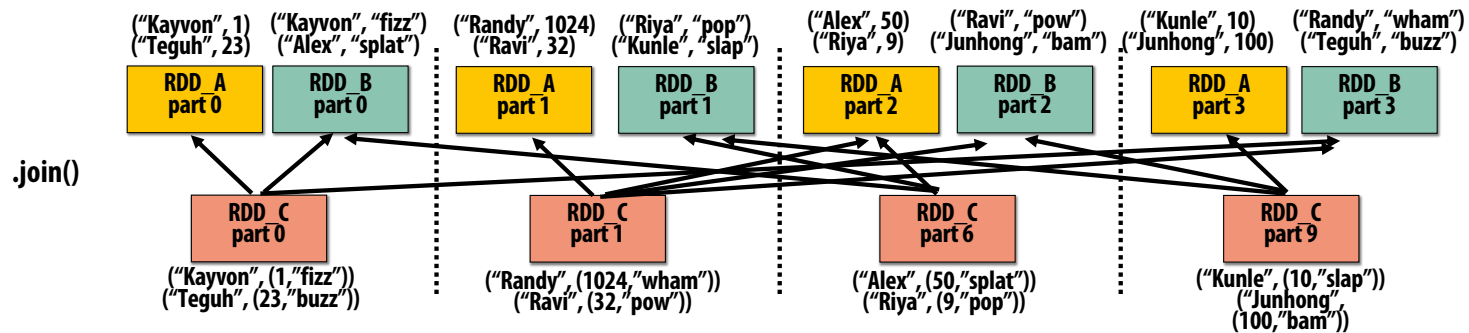 ("Kayvon", 1)
("Teguh", 23)
("Kayvon", "fizz")
("Alex", "splat")
("Randy", 1024)
("Ravi", 32)
("Riya", "pop")
("Kunle", "slap")
("Alex", 50)
("Riya", 9)
("Ravi", "pow")
("Junhong", "bam")
("Kunle", 10)
("Junhong", 100)
("Randy", "wham")
("Teguh", "buzz")
RDD_A
part 0
RDD_B
part 0
RDD_A
part 1
RDD_B
part 1
RDD_A
part 2
RDD_B
part 2
RDD_A
part 3
RDD_B
part 3
.join()
RDD_C
part 0
RDD_C
part 1
RDD_C
part 6
RDD_C
part 9
("Kayvon", (1,"fizz"))
("Teguh", (23,"buzz"))
("Randy", (1024,"wham"))
("Ravi", (32,"pow"))
("Alex", (50,"splat"))
("Riya", (9,"pop"))
("Kunle", (10,"slap"))
("Junhong",
(100,"bam"))